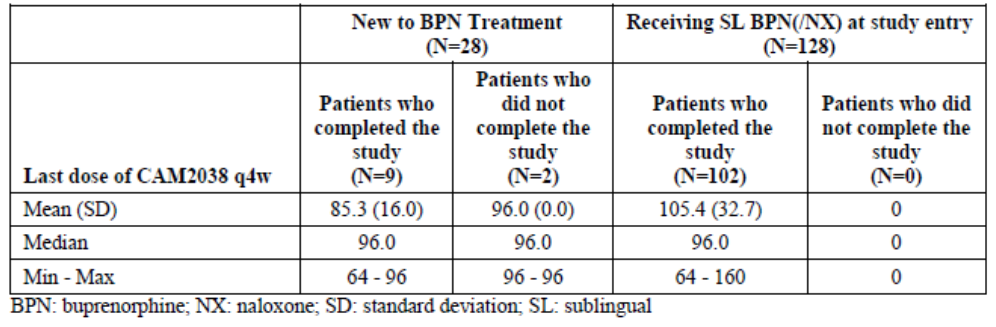 New to BPN Treatment
(N=28)
Receiving SL BPN(/NX) at study entry
(N=128)
Last dose of CAM2038 q4w
Patients who
completed the
study
(N=9)
Patients who
did not
complete the
study
(N=2)
Patients who
completed the
study
(N=102)
Patients who did
not complete the
study
(N=0)
Mean (SD) 85.3 (16.0) 96.0 (0.0) 105.4 (32.7) 0
Median 96.0 96.0 96.0 0
Min - Max 64 - 96 96 - 96 64 - 160 0
BPN: buprenorphine; NX: naloxone; SD: standard deviation; SL: sublingual